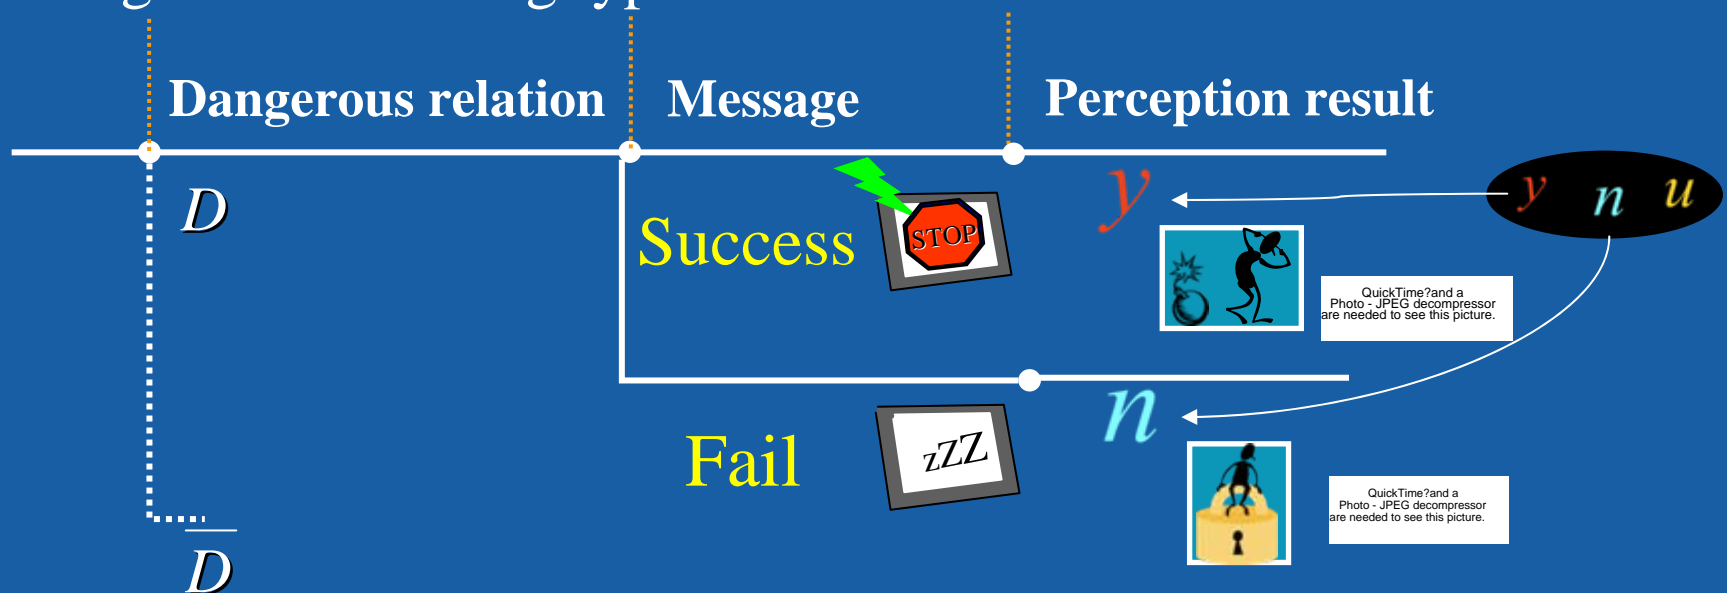 Dangerous relation Message Perception result
D
Success
STOP
y
y n u
QuickTime?and a
Photo - JPEG decompressor
are needed to see this picture.
n
Fail
zZZ
QuickTime?and a
Photo - JPEG decompressor
are needed to see this picture.
D